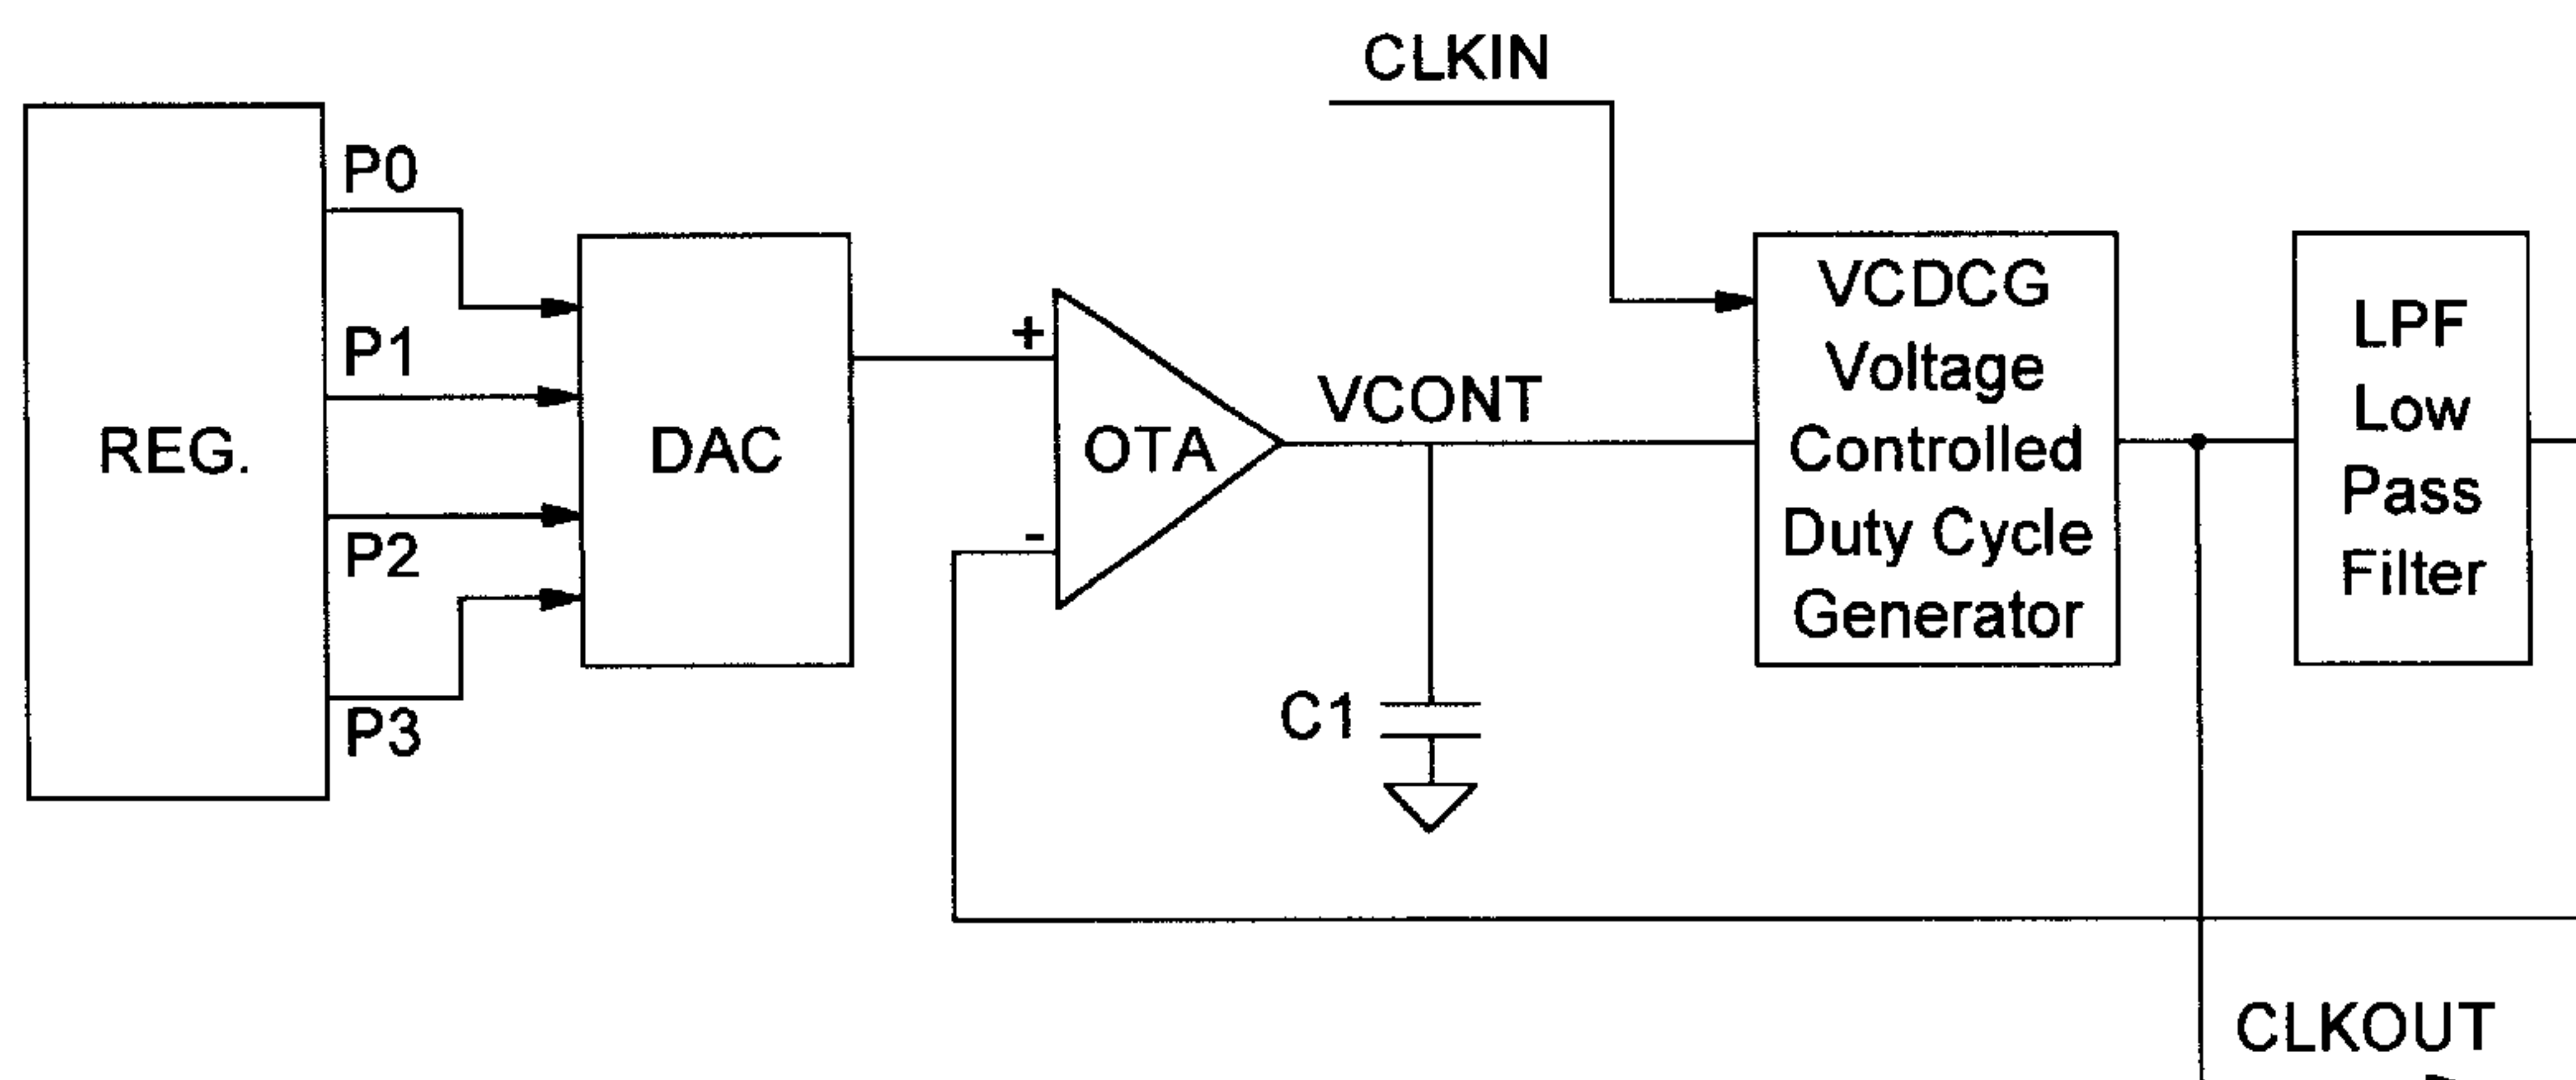 CLKIN
P0
P1
REG.
P2
P3
DAC
+
-
OTA
VCONT
C1
VCDCG
Voltage
Controlled
Duty Cycle
Generator
LPF
Low
Pass
Filter
CLKOUT